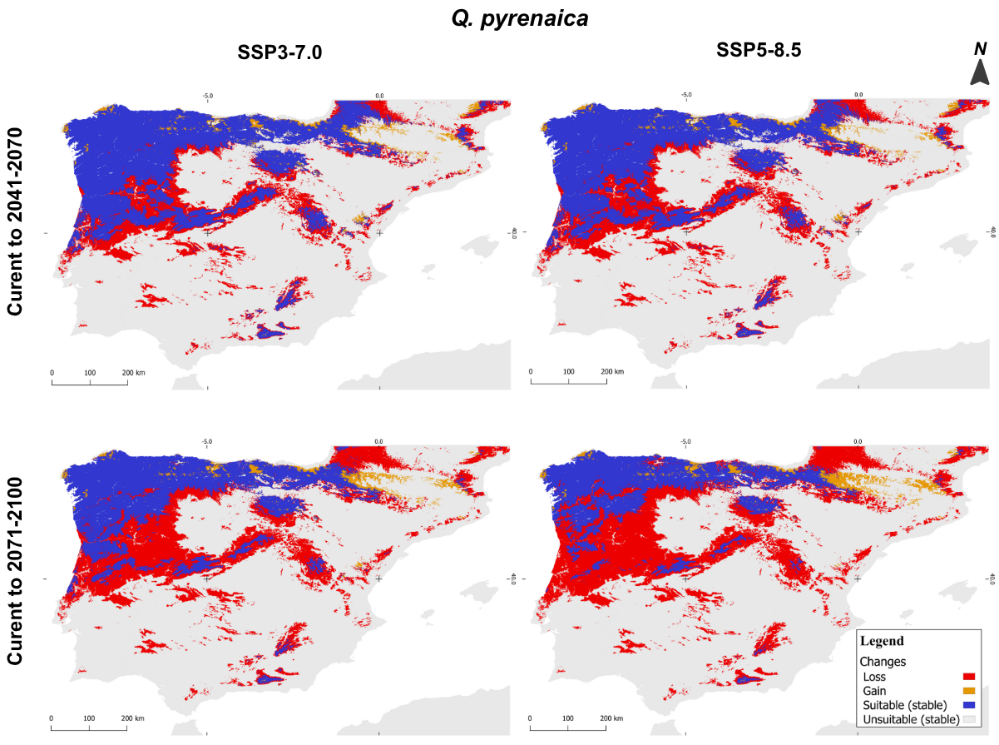 Q. pyrenaica
SSP3-7.0
SSP5-8.5
N
Curent to 2041-2070
-5.0
0.0
40.0
0 100 200 km
-5.0
0.0
40.0
0 100 200 km
Curent to 2071-2100
-5.0
0.0
40.0
0 100 200 km
-5.0
0.0
40.0
0 100 200 km
Legend
Changes
Loss
Gain
Suitable (stable)
Unsuitable (stable)